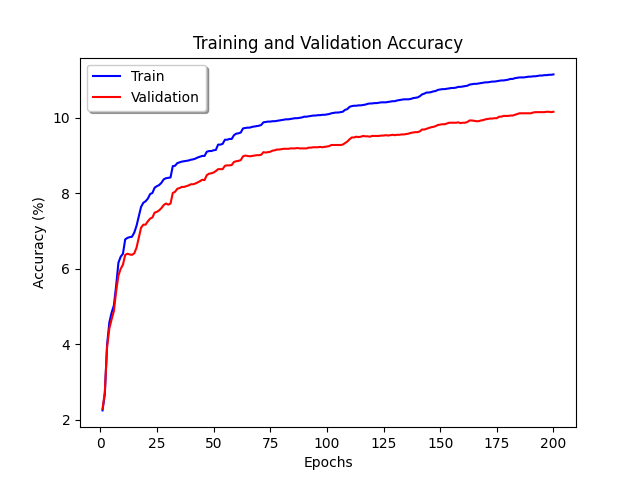 Training and Validation Accuracy
Train
Validation
Accuracy (%)
10
8
6
4
2
0 25 50 75 100 125 150 175 200
Epochs